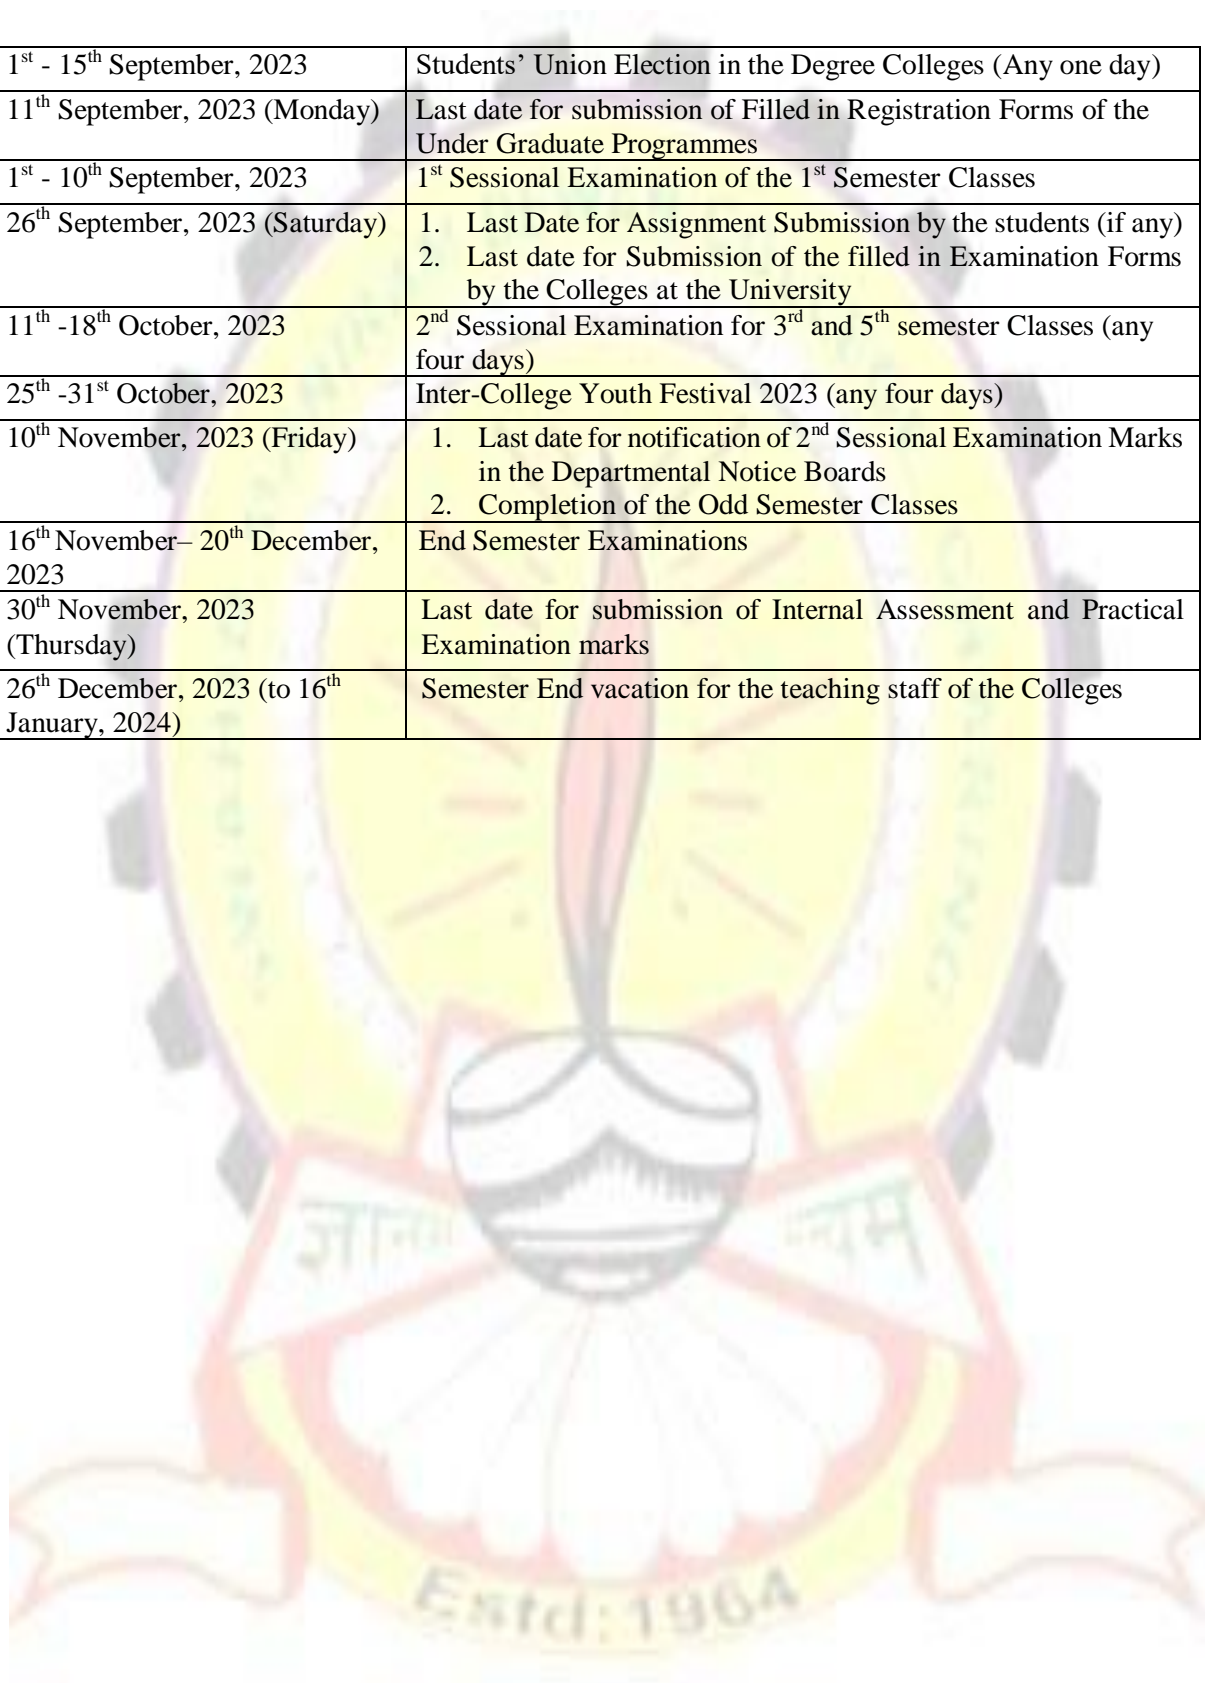 1st - 15th September, 2023
Students’ Union Election in the Degree Colleges (Any one day)
11th September, 2023 (Monday)
Last date for submission of Filled in Registration Forms of the
Under Graduate Programmes
1st - 10th September, 2023
1st Sessional Examination of the 1st Semester Classes
26th September, 2023 (Saturday)
1. Last Date for Assignment Submission by the students (if any)
2. Last date for Submission of the filled in Examination Forms
by the Colleges at the University
11th -18th October, 2023
2nd Sessional Examination for 3rd and 5th semester Classes (any
four days)
25th -31st October, 2023
Inter-College Youth Festival 2023 (any four days)
10th November, 2023 (Friday)
1. Last date for notification of 2nd Sessional Examination Marks
in the Departmental Notice Boards
2. Completion of the Odd Semester Classes
16th November– 20th December,
2023
End Semester Examinations
30th November, 2023
(Thursday)
Last date for submission of Internal Assessment and Practical
Examination marks
26th December, 2023 (to 16th
January, 2024)
Semester End vacation for the teaching staff of the Colleges
Estd: 1964